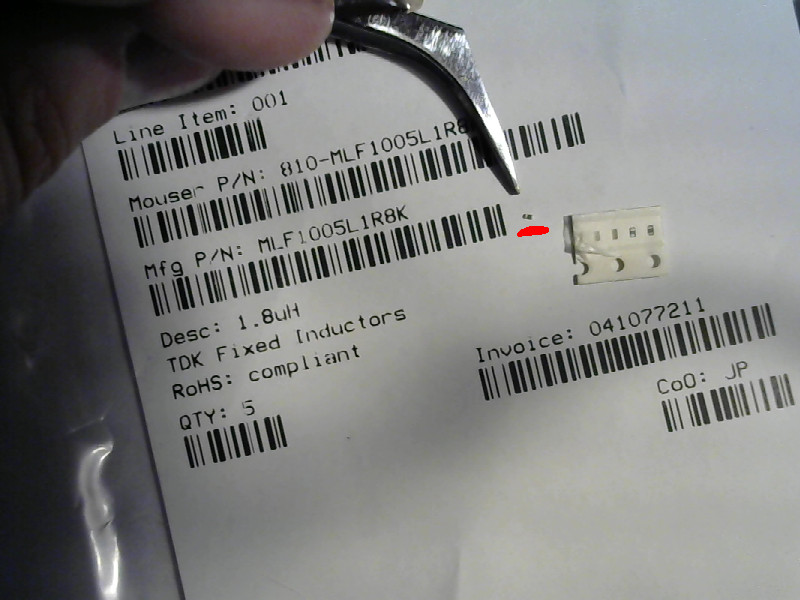 Line Item: 001
Mouser P/N: 810-MLF1005L1R8
Mfg P/N: MLF1005L1R8K
Desc: 1.8uH
TDK Fixed Inductors
RoHS: compliant
QTY: 5
Invoice: 041077211
CoO: JP